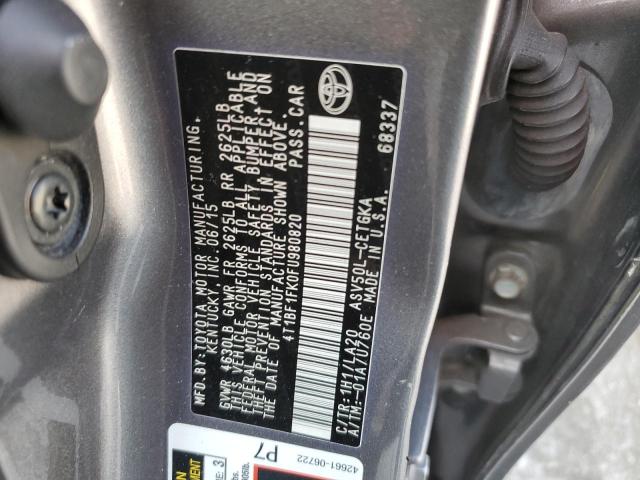 MFD. BY: TOYOTA MOTOR MANUFACTURING,
KENTUCKY, INC. 06/15
GVWR 4630LB GAWR FR 2625LB RR 2625LB
THIS VEHICLE CONFORMS TO ALL APPLICABLE
FEDERAL MOTOR VEHICLE SAFETY BUMPER AND
THEFT PREVENTION STANDARDS IN EFFECT ON
THE DATE OF MANUFACTURE SHOWN ABOVE.
4T1BF1FK0FU980820 PASS. CAR
C/TR: 1H1/LA20 ASV50L-CETGKA
A/TM:-01A/U760E U.S.A. 68337
42661-06722
P7
3